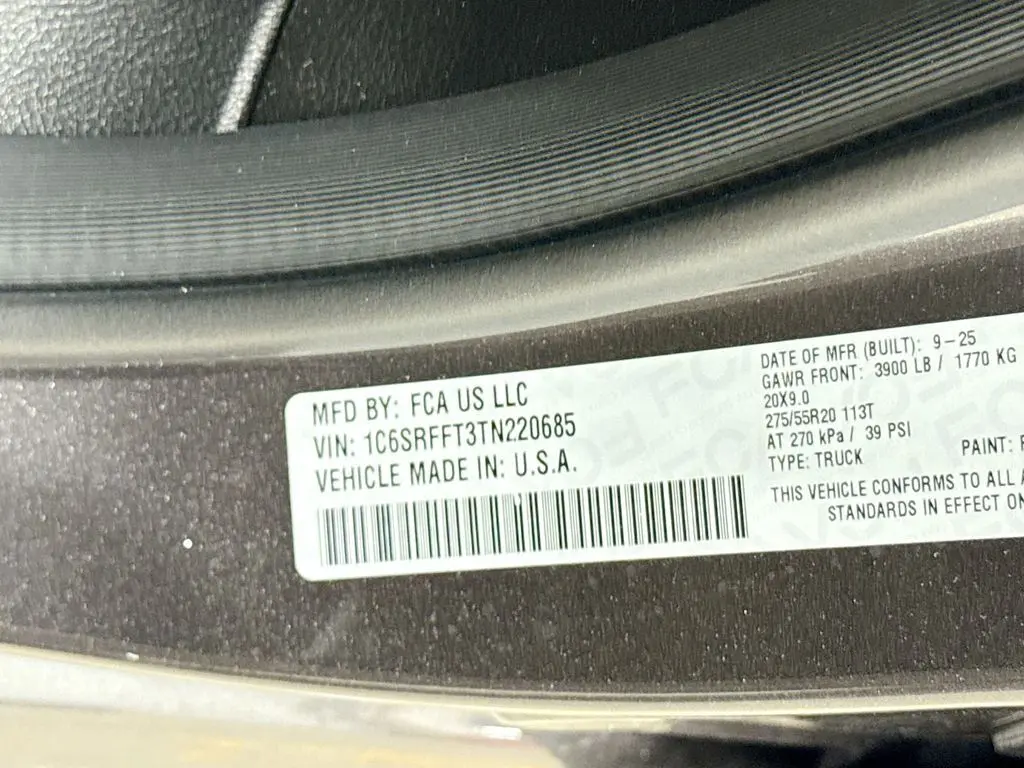 MFD BY: FCA US LLC
VIN: 1C6SRFFT3TN220685
VEHICLE MADE IN: U.S.A.
DATE OF MFR (BUILT): 9-25
GAWR FRONT: 3900 LB / 1770 KG
20X9.0
275/55R20 113T
AT 270 kPa / 39 PSI
TYPE: TRUCK PAINT:
THIS VEHICLE CONFORMS TO ALL
STANDARDS IN EFFECT ON